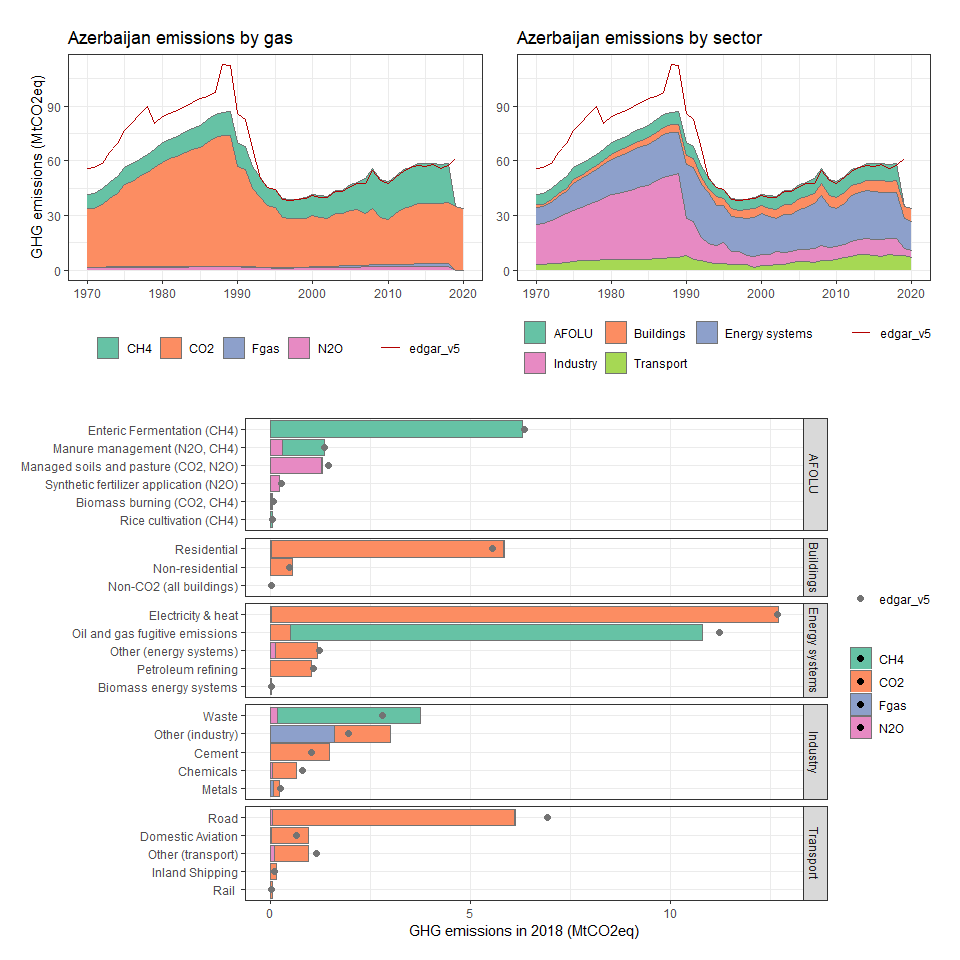 Azerbaijan emissions by gas
GHG emissions (MtCO2eq)
90
60
30
0
1970 1980 1990 2000 2010 2020
CH4 CO2 Fgas N2O edgar_v5
Azerbaijan emissions by sector
90
60
30
0
1970 1980 1990 2000 2010 2020
AFOLU Buildings Energy systems edgar_v5
Industry Transport
Enteric Fermentation (CH4)
Manure management (N2O, CH4)
Managed soils and pasture (CO2, N2O)
Synthetic fertilizer application (N2O)
Biomass burning (CO2, CH4)
Rice cultivation (CH4)
AFOLU
Residential
Non-residential
Non-CO2 (all buildings)
Buildings
Electricity & heat
Oil and gas fugitive emissions
Other (energy systems)
Petroleum refining
Biomass energy systems
Energy systems
Waste
Other (industry)
Cement
Chemicals
Metals
Industry
Road
Domestic Aviation
Other (transport)
Inland Shipping
Rail
Transport
0 5 10
GHG emissions in 2018 (MtCO2eq)
edgar_v5
CH4
CO2
Fgas
N2O